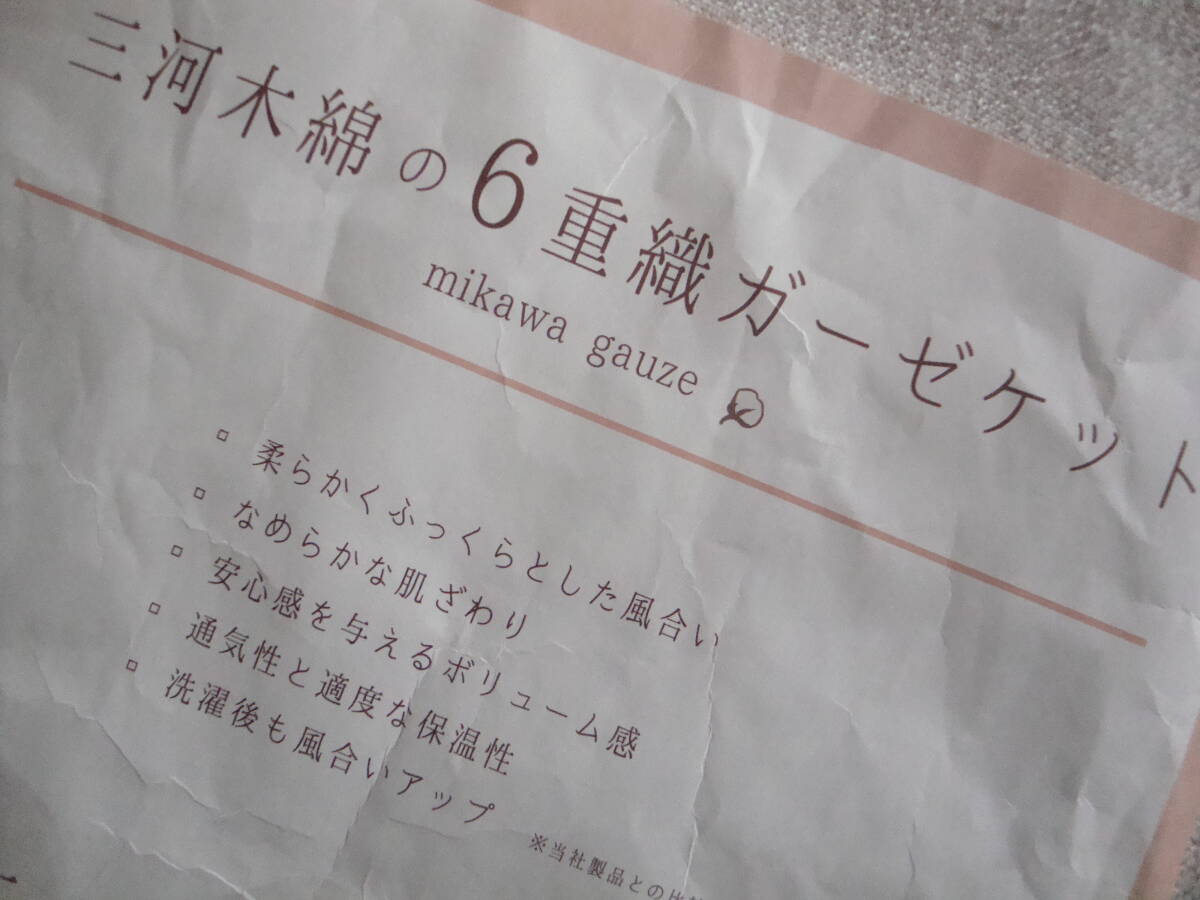 三河木綿の6重織ガーゼケット
mikawa gauze
▫ 柔らかくふっくらとした風合い
▫ なめらかな肌ざわり
▫ 安心感を与えるボリューム感
▫ 通気性と適度な保温性
▫ 洗濯後も風合いアップ
※当社製品との比較